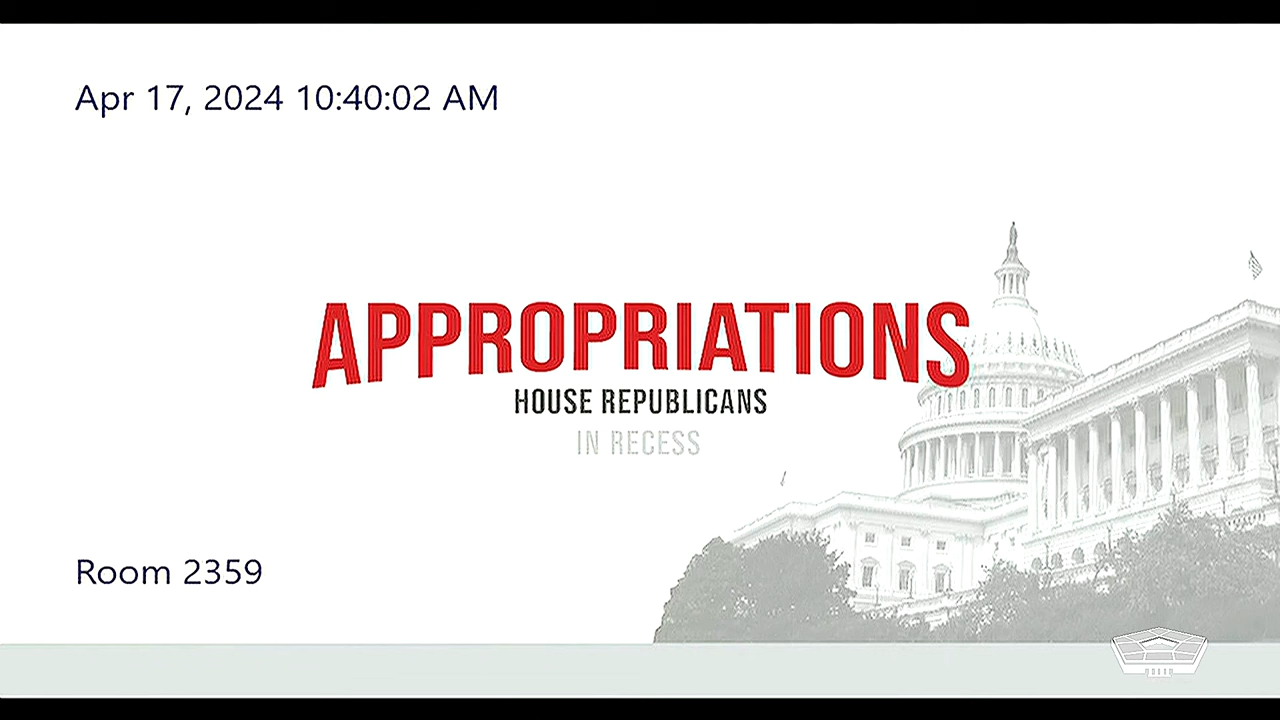 Apr 17, 2024 10:40:02 AM
APPROPRIATIONS
HOUSE REPUBLICANS
IN RECESS
Room 2359